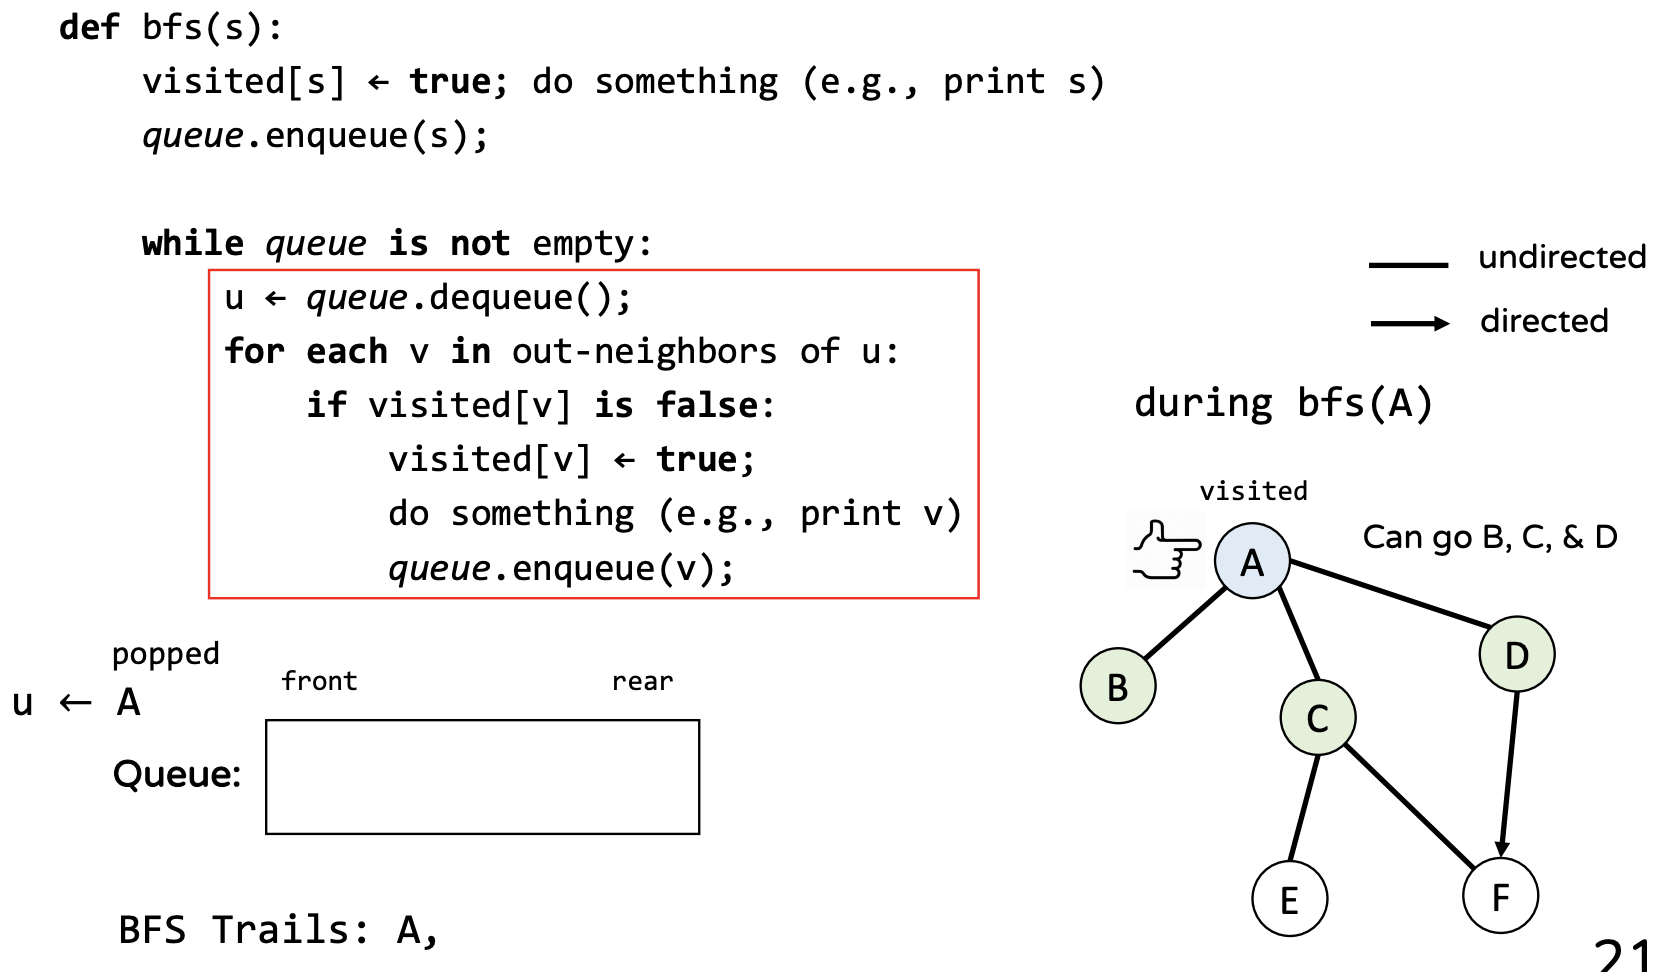 def bfs(s):
visited[s] ← true; do something (e.g., print s)
queue.enqueue(s);
while queue is not empty:
u ← queue.dequeue();
for each v in out-neighbors of u:
if visited[v] is false:
visited[v] ← true;
do something (e.g., print v)
queue.enqueue(v);
undirected
directed
during bfs(A)
visited
Can go B, C, & D
A
B
C
D
E
F
popped
u ← A
front rear
Queue:
BFS Trails: A,
21